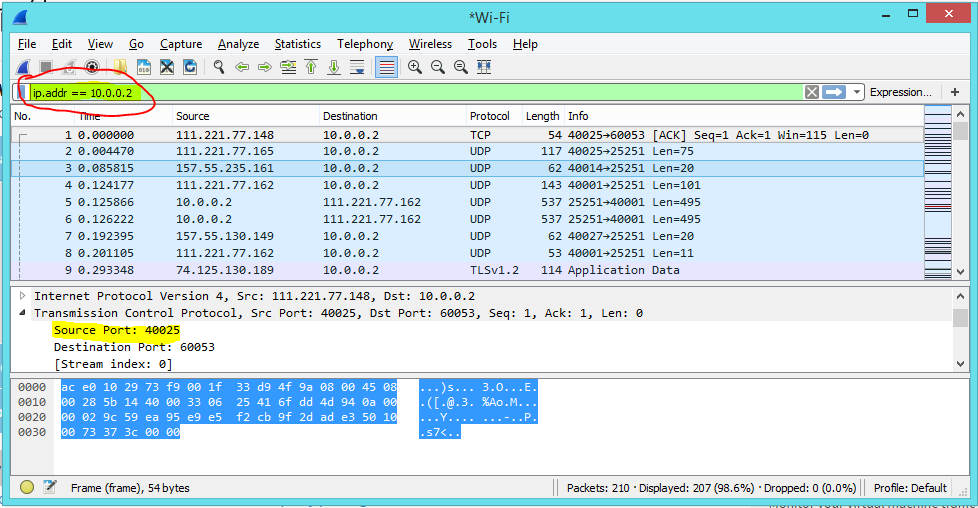 *Wi-Fi
File Edit View Go Capture Analyze Statistics Telephony Wireless Tools Help
ip.addr == 10.0.0.2 Expression... +
No. Time Source Destination Protocol Length Info
1 0.000000 111.221.77.148 10.0.0.2 TCP 54 40025→60053 [ACK] Seq=1 Ack=1 Win=115 Len=0
2 0.004470 111.221.77.165 10.0.0.2 UDP 117 40025→25251 Len=75
3 0.085815 157.55.235.161 10.0.0.2 UDP 62 40014→25251 Len=20
4 0.124177 111.221.77.162 10.0.0.2 UDP 143 40001→25251 Len=101
5 0.125866 10.0.0.2 111.221.77.162 UDP 537 25251→40001 Len=495
6 0.126222 10.0.0.2 111.221.77.162 UDP 537 25251→40001 Len=495
7 0.192395 157.55.130.149 10.0.0.2 UDP 62 40027→25251 Len=20
8 0.201105 111.221.77.162 10.0.0.2 UDP 53 40001→25251 Len=11
9 0.293348 74.125.130.189 10.0.0.2 TLSv1.2 114 Application Data
Internet Protocol Version 4, Src: 111.221.77.148, Dst: 10.0.0.2
Transmission Control Protocol, Src Port: 40025, Dst Port: 60053, Seq: 1, Ack: 1, Len: 0
Source Port: 40025
Destination Port: 60053
[Stream index: 0]
0000 ac e0 10 29 73 f9 00 1f 33 d9 4f 9a 08 00 45 08 ...)s... 3.O...E.
0010 00 28 5b 14 40 00 33 06 25 41 6f dd 4d 94 0a 00 .([.@.3. %Ao.M...
0020 00 02 9c 59 ea 95 e9 e5 f2 cb 9f 2d ad e3 50 10 ...Y.... ...-..P.
0030 00 73 37 3c 00 00 .s7<..
Frame (frame), 54 bytes Packets: 210 · Displayed: 207 (98.6%) · Dropped: 0 (0.0%) Profile: Default